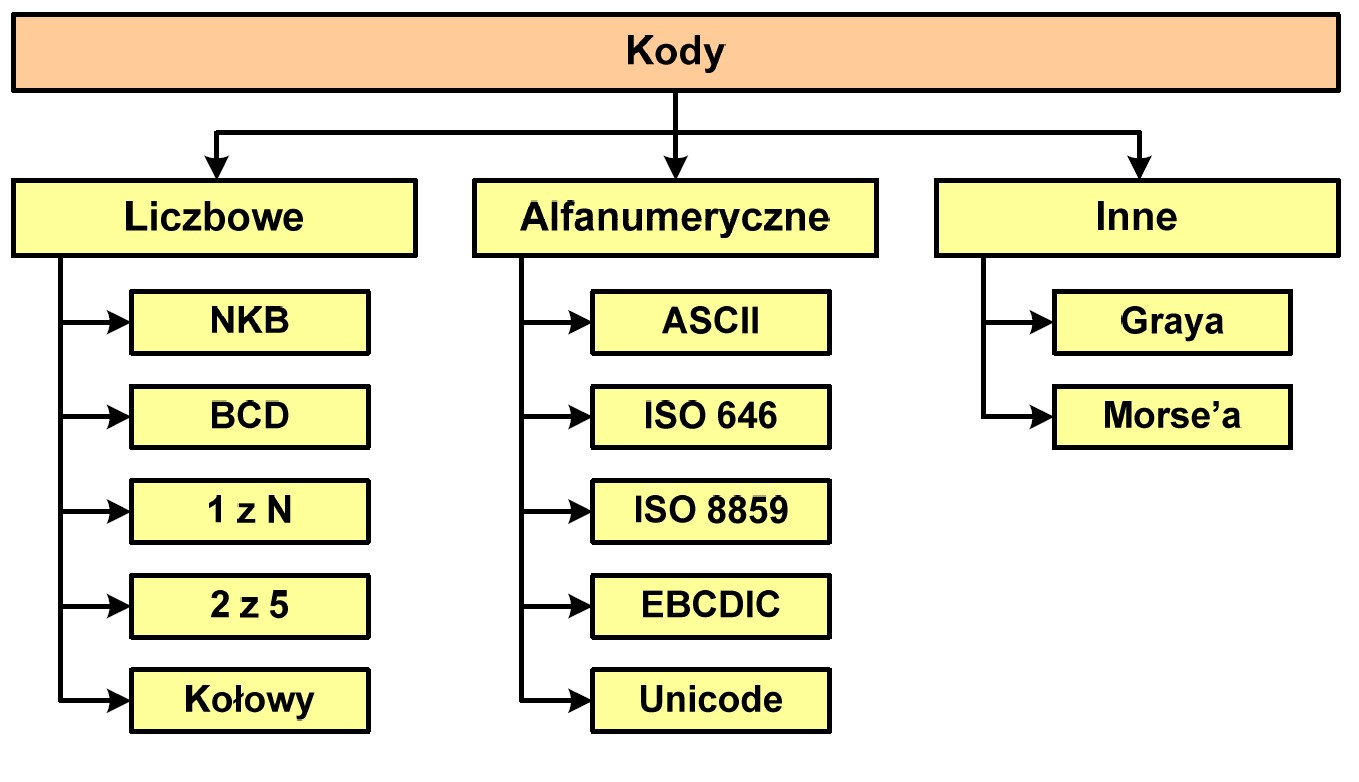 Kody
Liczbowe
NKB
BCD
1 z N
2 z 5
Kołowy
Alfanumeryczne
ASCII
ISO 646
ISO 8859
EBCDIC
Unicode
Inne
Graya
Morse’a